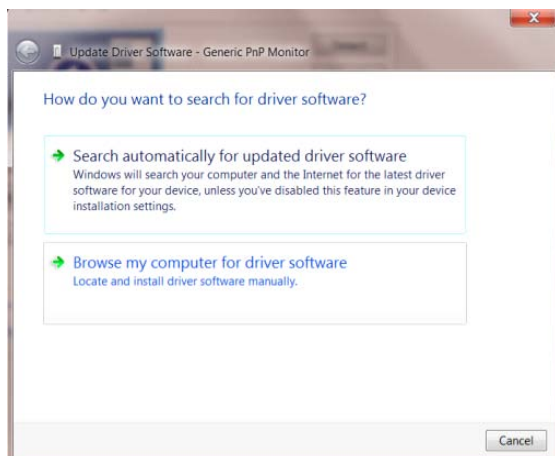 Update Driver Software - Generic PnP Monitor
How do you want to search for driver software?
Search automatically for updated driver software
Windows will search your computer and the Internet for the latest driver
software for your device, unless you've disabled this feature in your device
installation settings.
Browse my computer for driver software
Locate and install driver software manually.
Cancel